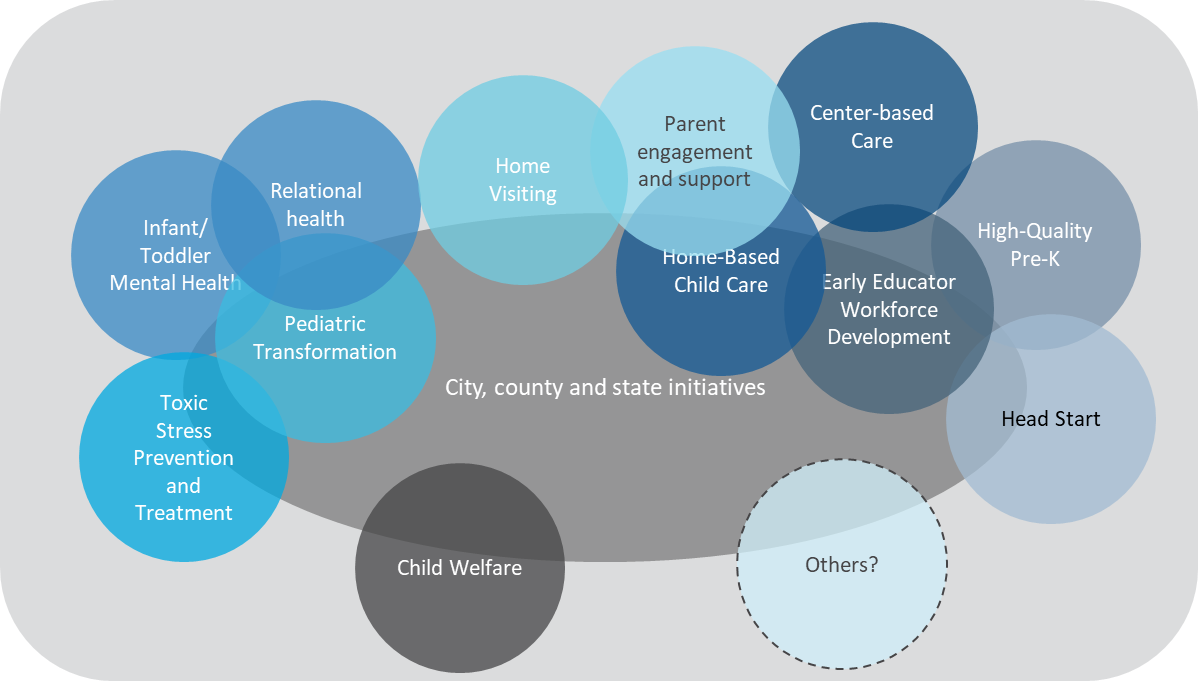 Infant/
Toddler
Mental Health
Relational
health
Home
Visiting
Parent
engagement
and support
Center-based
Care
High-Quality
Pre-K
Home-Based
Child Care
Early Educator
Workforce
Development
Pediatric
Transformation
City, county and state initiatives
Head Start
Toxic
Stress
Prevention
and
Treatment
Child Welfare
Others?